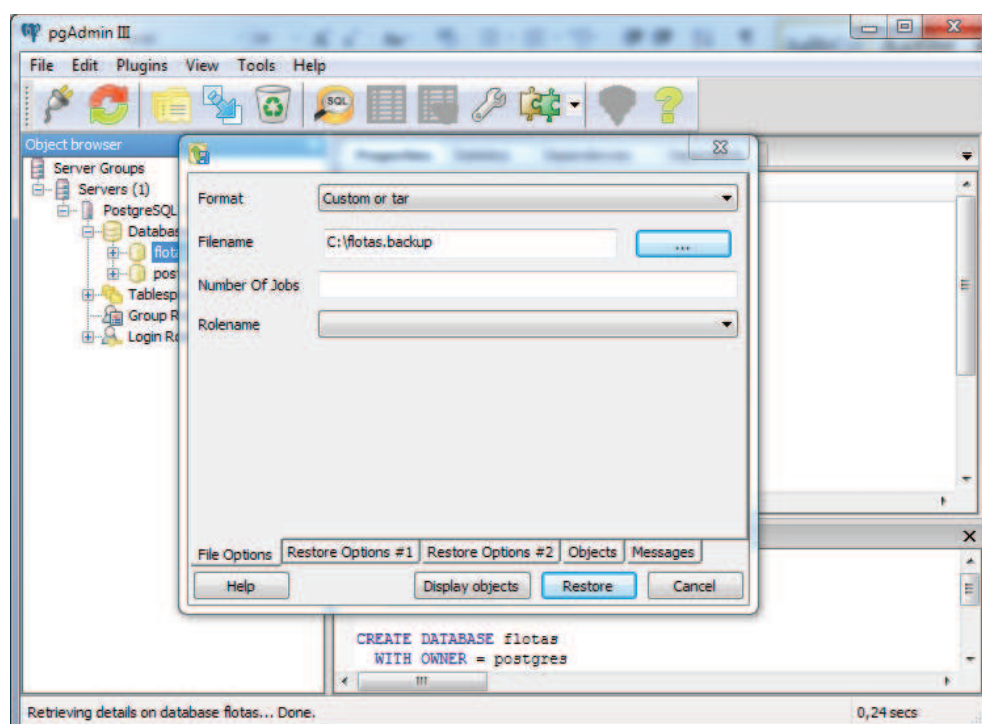 pgAdmin III
File Edit Plugins View Tools Help
SQL
Object browser
Server Groups
Servers (1)
PostgreSQL
Databas
flota
pos
Tablesp
Group R
Login Ro
Format
Custom or tar
Filename
C:\flotas.backup
...
Number Of Jobs
Rolename
File Options Restore Options #1 Restore Options #2 Objects Messages
Help Display objects Restore Cancel
CREATE DATABASE flotas
WITH OWNER = postgres
Retrieving details on database flotas... Done.
0,24 secs